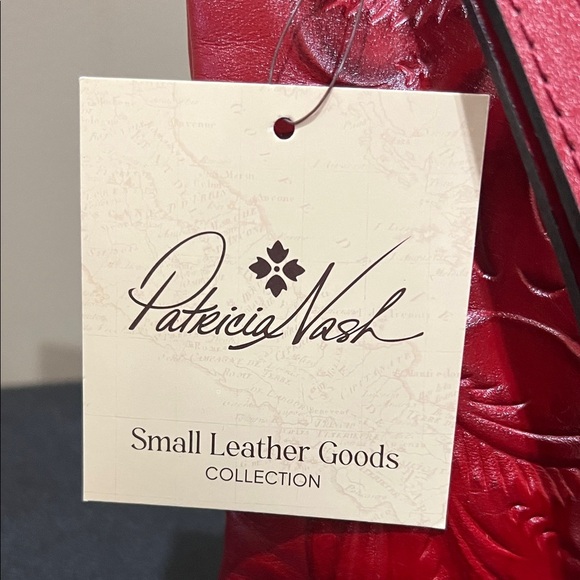 Patricia Nash
Small Leather Goods
COLLECTION